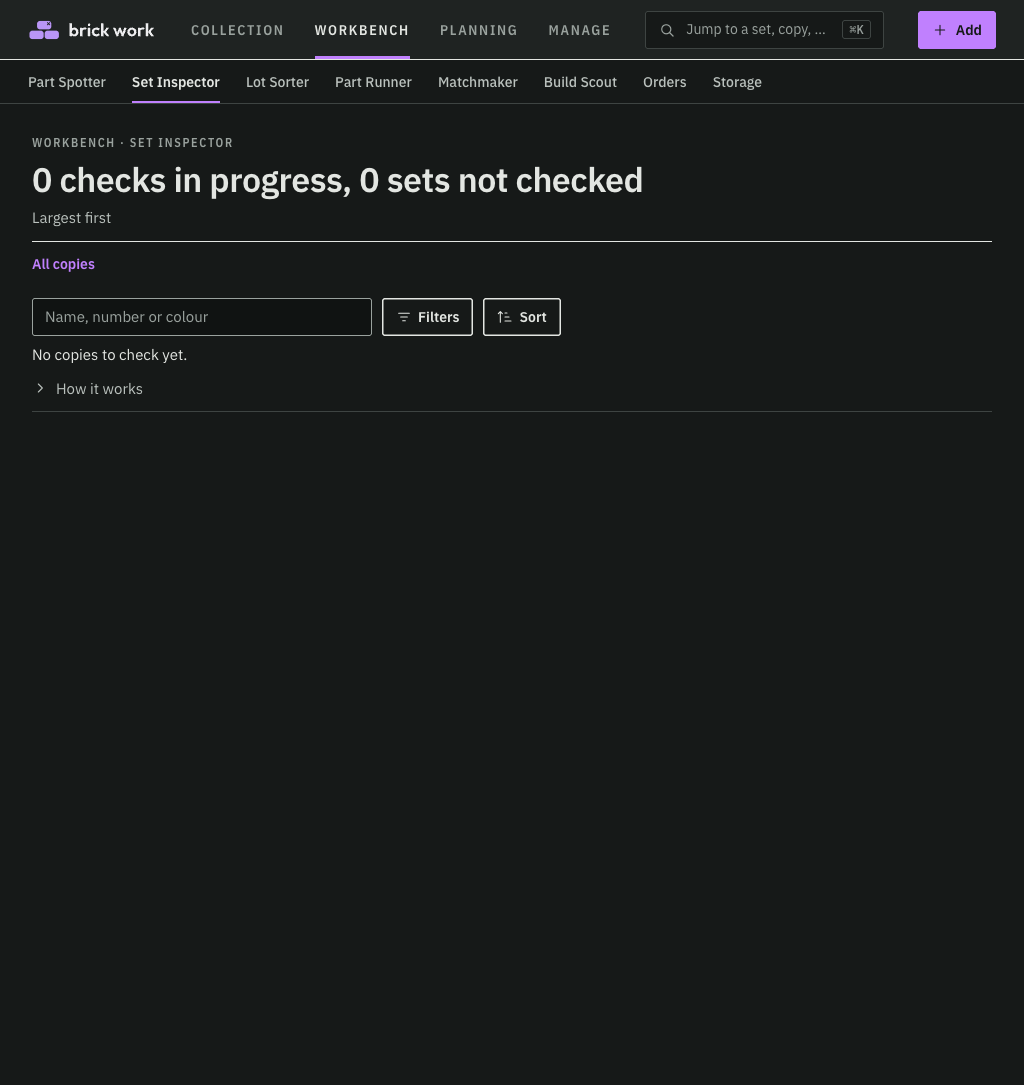 brick work
COLLECTION
WORKBENCH
PLANNING
MANAGE
Jump to a set, copy, ...
⌘K
Add
Part Spotter
Set Inspector
Lot Sorter
Part Runner
Matchmaker
Build Scout
Orders
Storage
WORKBENCH · SET INSPECTOR
0 checks in progress, 0 sets not checked
Largest first
All copies
Name, number or colour
Filters
Sort
No copies to check yet.
How it works